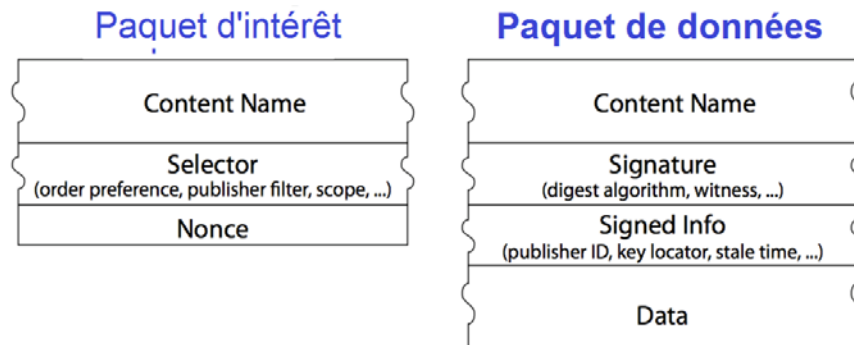 Paquet d'intérêt
Content Name
Selector
(order preference, publisher filter, scope, ...)
Nonce
Paquet de données
Content Name
Signature
(digest algorithm, witness, ...)
Signed Info
(publisher ID, key locator, stale time, ...)
Data